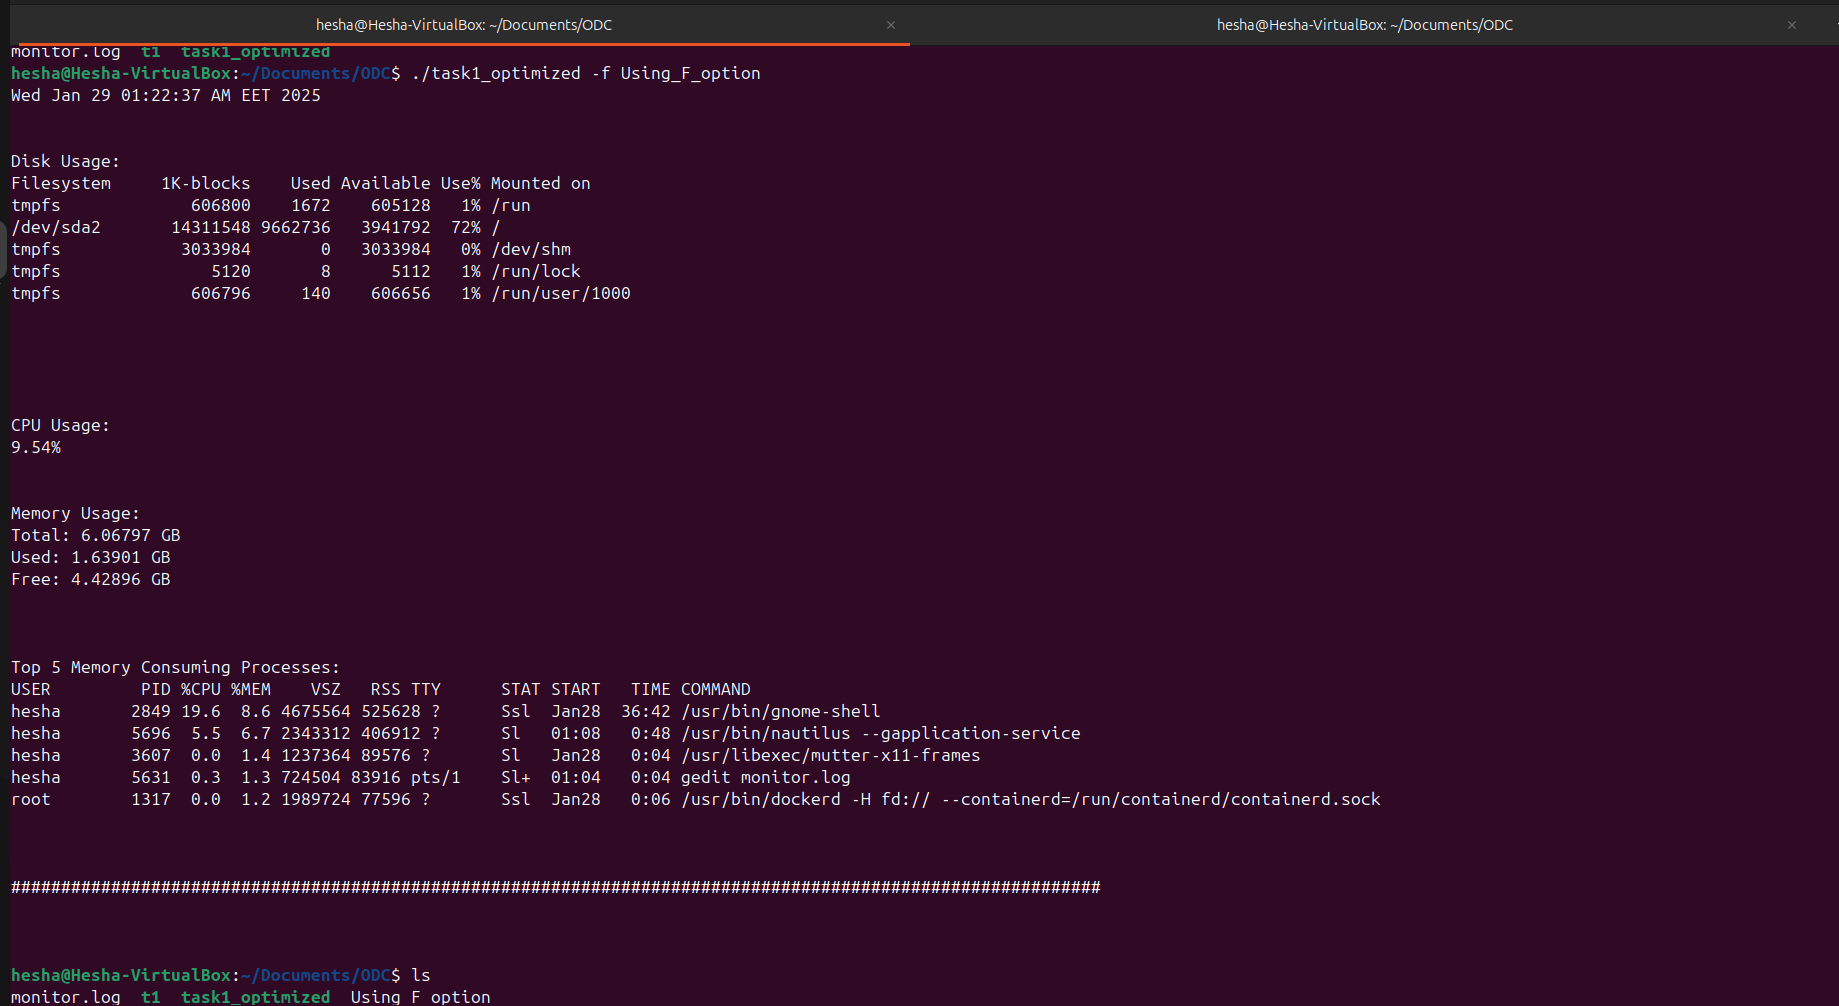 hesha@Hesha-VirtualBox: ~/Documents/ODC × hesha@Hesha-VirtualBox: ~/Documents/ODC ×
monitor.log  t1  task1_optimized
hesha@Hesha-VirtualBox:~/Documents/ODC$ ./task1_optimized -f Using_F_option
Wed Jan 29 01:22:37 AM EET 2025
Disk Usage:
Filesystem     1K-blocks    Used Available Use% Mounted on
tmpfs             606800    1672    605128   1% /run
/dev/sda2       14311548 9662736   3941792  72% /
tmpfs            3033984       0   3033984   0% /dev/shm
tmpfs               5120       8      5112   1% /run/lock
tmpfs             606796     140    606656   1% /run/user/1000
CPU Usage:
9.54%
Memory Usage:
Total: 6.06797 GB
Used: 1.63901 GB
Free: 4.42896 GB
Top 5 Memory Consuming Processes:
USER         PID %CPU %MEM    VSZ   RSS TTY      STAT START   TIME COMMAND
hesha       2849 19.6  8.6 4675564 525628 ?      Ssl  Jan28  36:42 /usr/bin/gnome-shell
hesha       5696  5.5  6.7 2343312 406912 ?      Sl   01:08   0:48 /usr/bin/nautilus --gapplication-service
hesha       3607  0.0  1.4 1237364 89576 ?       Sl   Jan28   0:04 /usr/libexec/mutter-x11-frames
hesha       5631  0.3  1.3 724504 83916 pts/1    Sl+  01:04   0:04 gedit monitor.log
root        1317  0.0  1.2 1989724 77596 ?       Ssl  Jan28   0:06 /usr/bin/dockerd -H fd:// --containerd=/run/containerd/containerd.sock
#############################################################################################################
hesha@Hesha-VirtualBox:~/Documents/ODC$ ls
monitor.log  t1  task1_optimized  Using_F_option